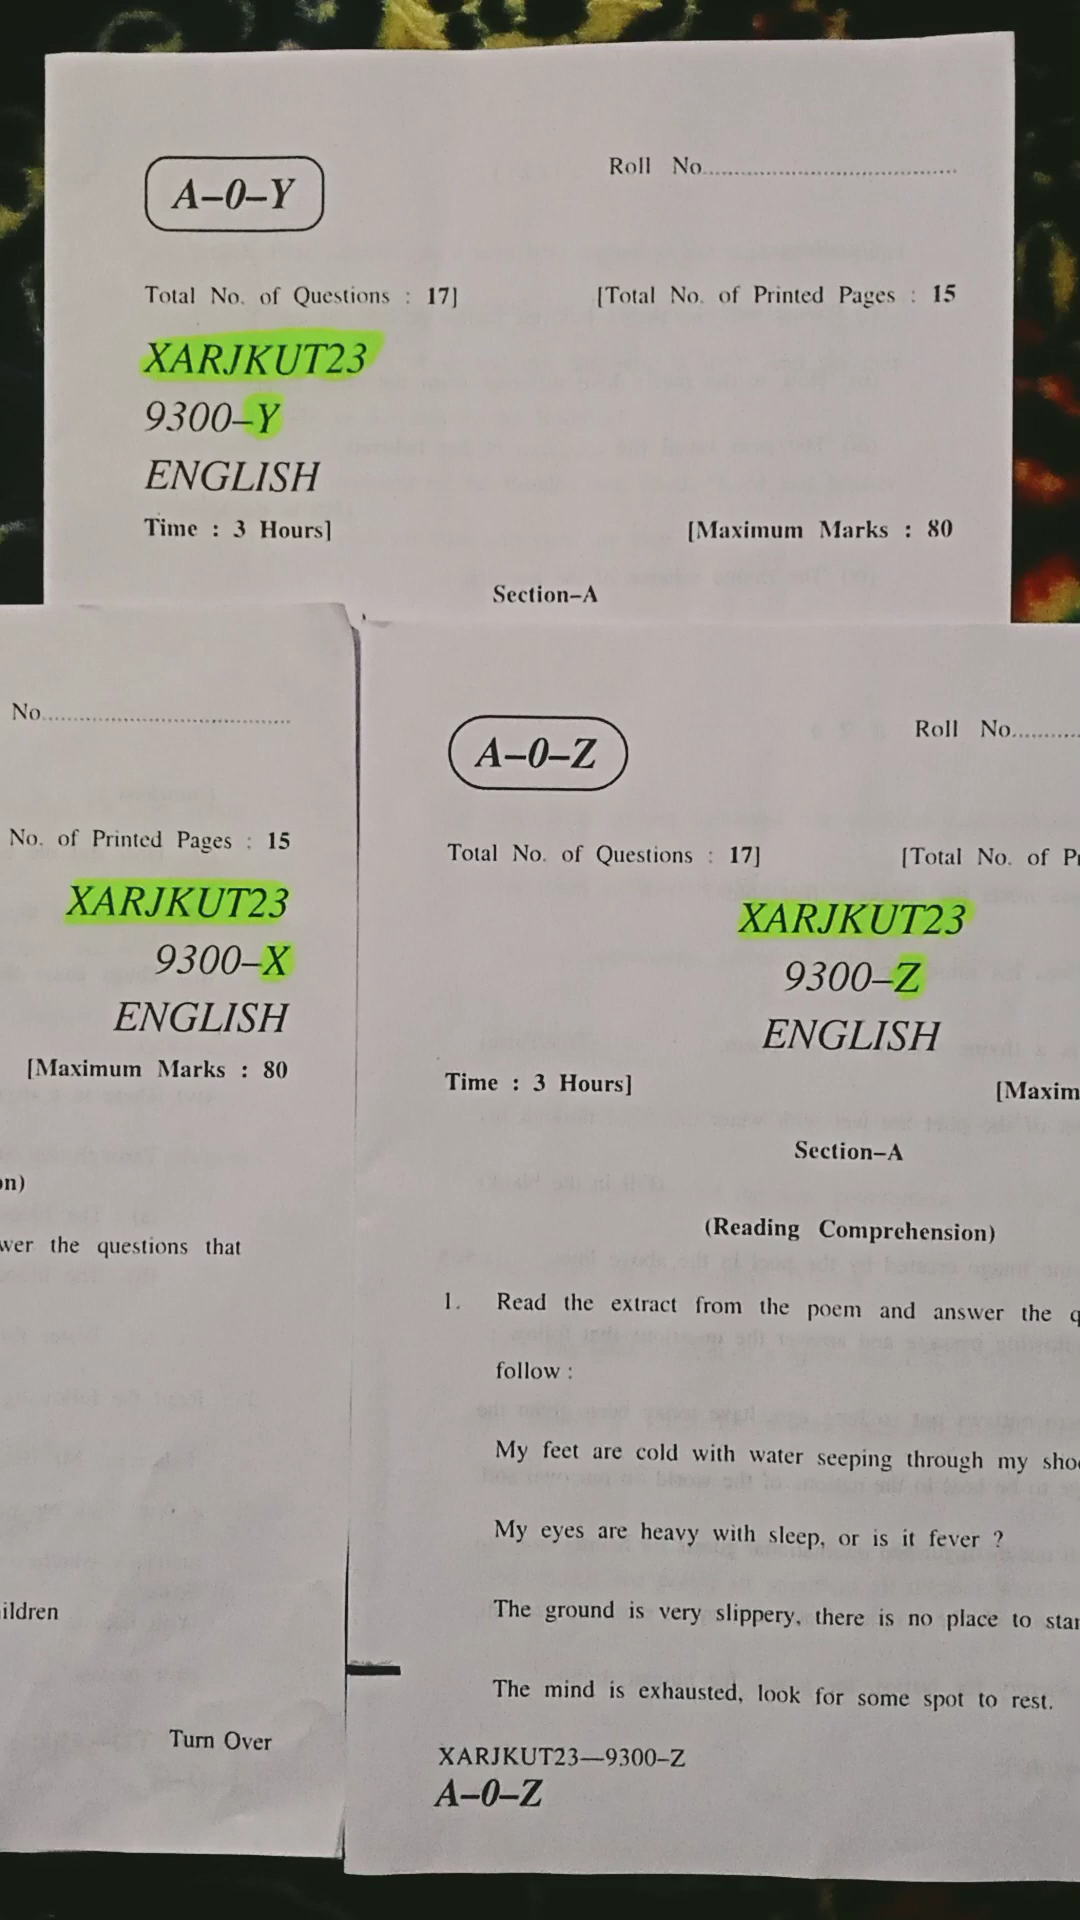 A–0–Y
Roll No.......................................
Total No. of Questions : 17]
[Total No. of Printed Pages : 15
XARJKUT23
9300–Y
ENGLISH
Time : 3 Hours]
[Maximum Marks : 80
Section–A
No.......................................
No. of Printed Pages : 15
XARJKUT23
9300–X
ENGLISH
[Maximum Marks : 80
on)
wer the questions that
ildren
Turn Over
A–0–Z
Roll No...........
Total No. of Questions : 17]
[Total No. of Pr
XARJKUT23
9300–Z
ENGLISH
Time : 3 Hours]
[Maxim
Section–A
(Reading Comprehension)
1. Read the extract from the poem and answer the q
follow :
My feet are cold with water seeping through my sho
My eyes are heavy with sleep, or is it fever ?
The ground is very slippery, there is no place to star
The mind is exhausted, look for some spot to rest.
XARJKUT23—9300–Z
A–0–Z